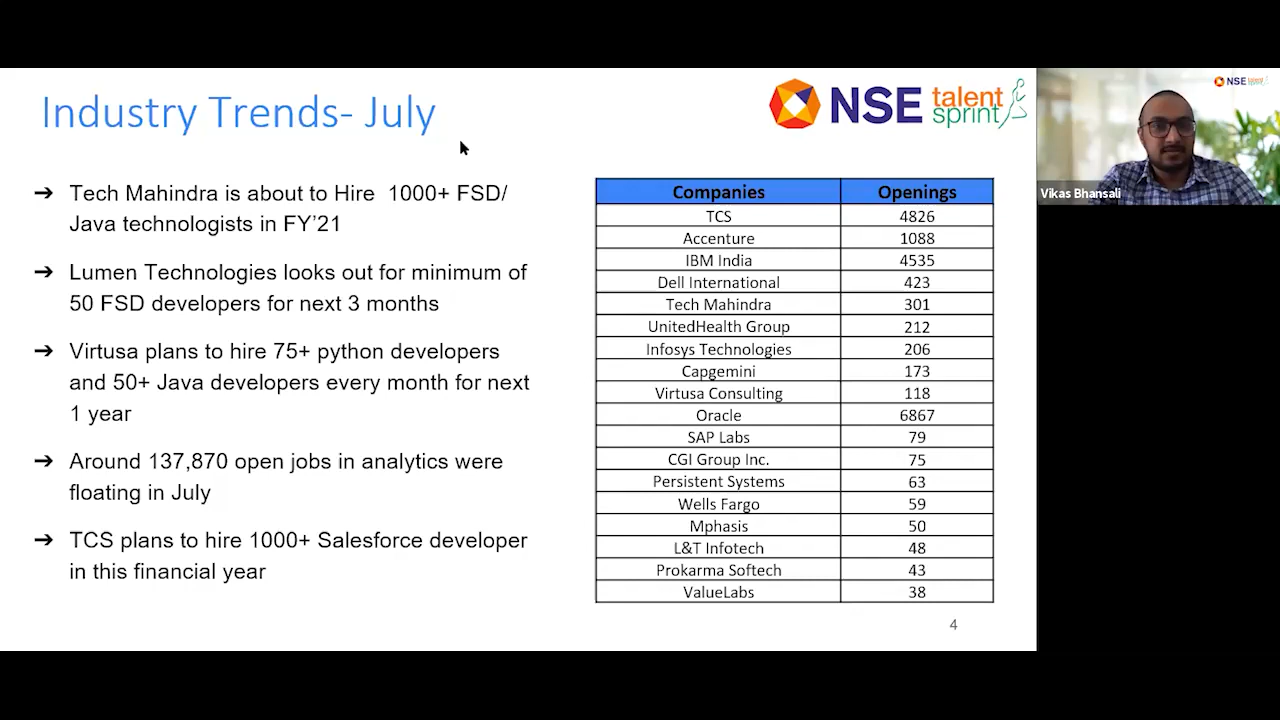 Industry Trends- July
NSE talent sprint
NSE talent sprint
Vikas Bhansali
➔ Tech Mahindra is about to Hire 1000+ FSD/
Java technologists in FY’21
➔ Lumen Technologies looks out for minimum of
50 FSD developers for next 3 months
➔ Virtusa plans to hire 75+ python developers
and 50+ Java developers every month for next
1 year
➔ Around 137,870 open jobs in analytics were
floating in July
➔ TCS plans to hire 1000+ Salesforce developer
in this financial year
Companies Openings
TCS 4826
Accenture 1088
IBM India 4535
Dell International 423
Tech Mahindra 301
UnitedHealth Group 212
Infosys Technologies 206
Capgemini 173
Virtusa Consulting 118
Oracle 6867
SAP Labs 79
CGI Group Inc. 75
Persistent Systems 63
Wells Fargo 59
Mphasis 50
L&T Infotech 48
Prokarma Softech 43
ValueLabs 38
4